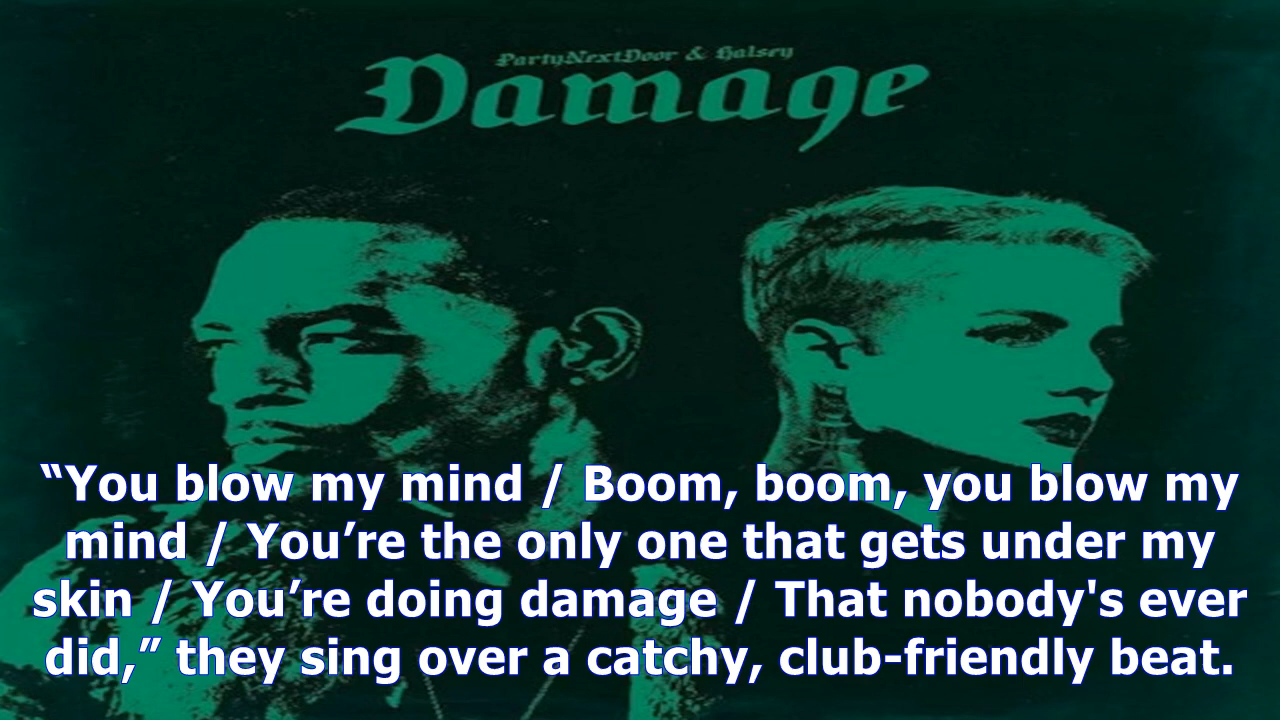 PartyNextDoor & Halsey
Damage
“You blow my mind / Boom, boom, you blow my
mind / You’re the only one that gets under my
skin / You’re doing damage / That nobody's ever
did,” they sing over a catchy, club-friendly beat.